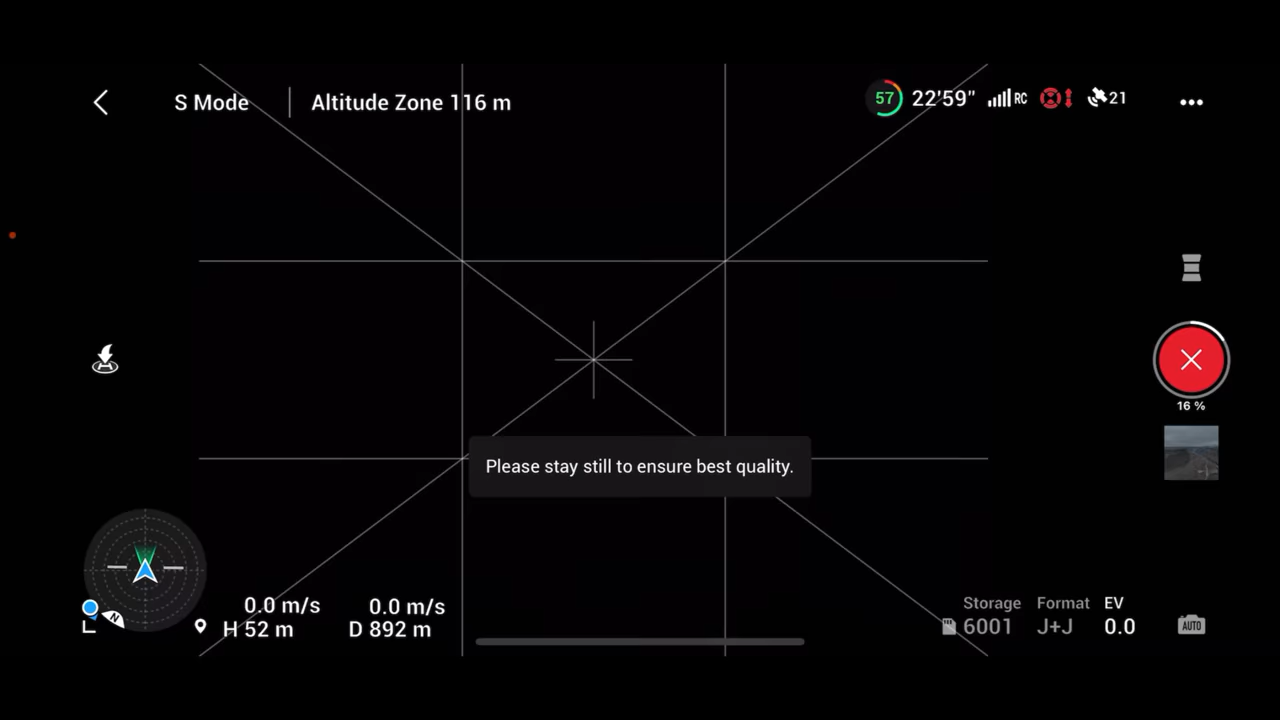 S Mode
Altitude Zone 116 m
57
22'59"
RC
21
16 %
Please stay still to ensure best quality.
N
L
0.0 m/s
0.0 m/s
H 52 m
D 892 m
Storage
Format
EV
6001
J+J
0.0
AUTO